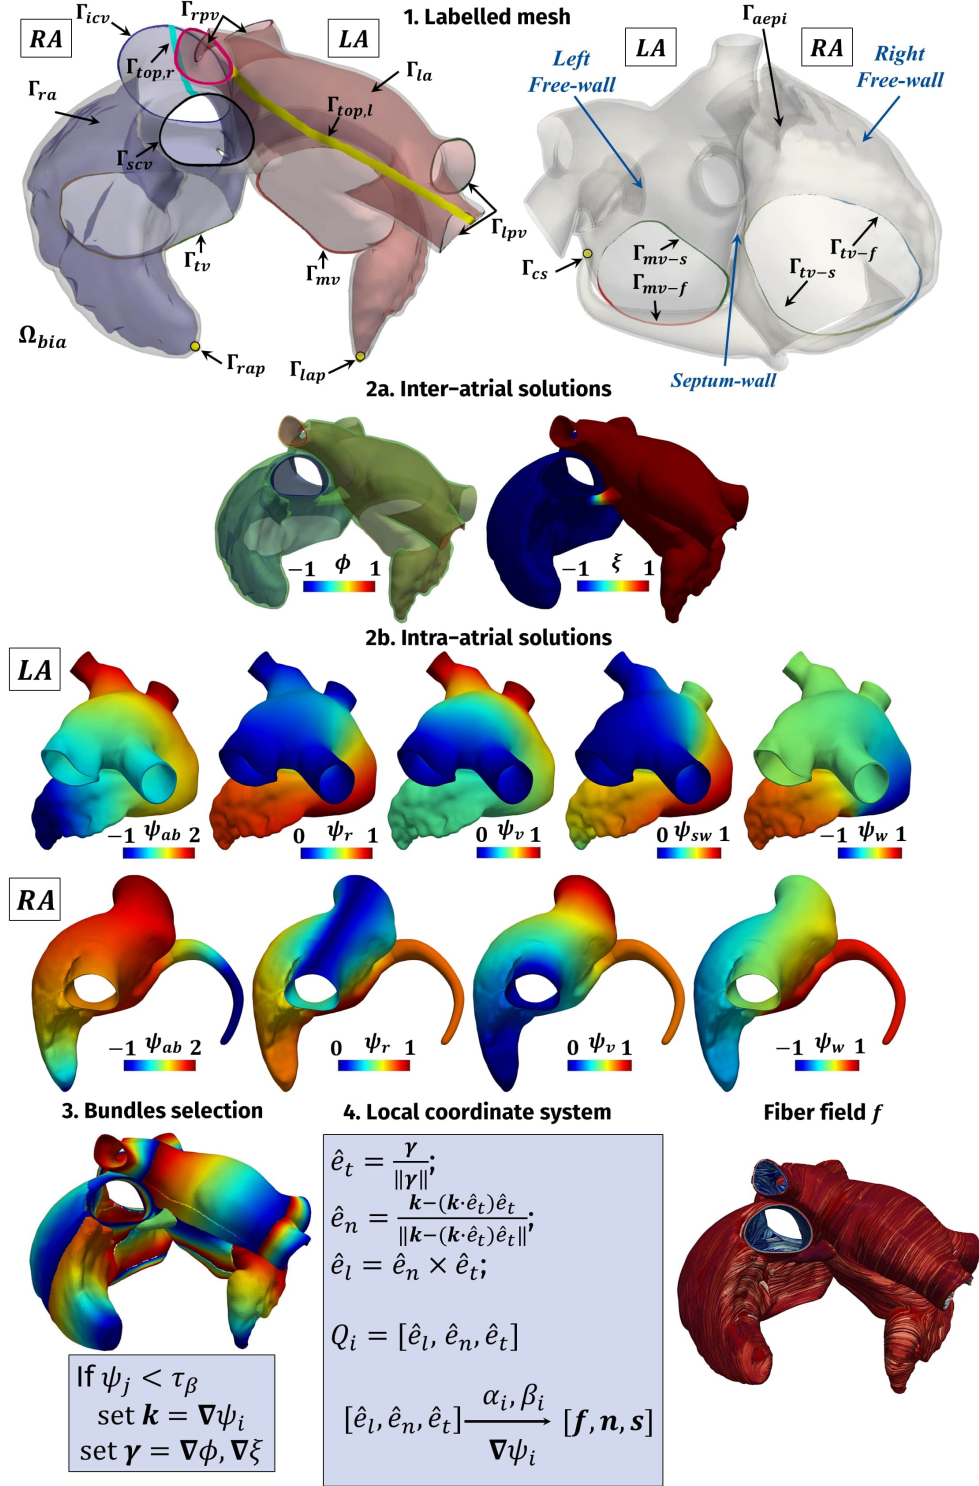 1. Labelled mesh
RA
LA
Γicv
Γrpv
Γtop,r
Γla
Γra
Γtop,l
Γscv
Γlpv
Γtv
Γmv
Ωbia
Γrap
Γlap
LA
RA
Γaepi
Left
Free-wall
Right
Free-wall
Γmv−s
Γtv−f
Γcs
Γmv−f
Γtv−s
Septum-wall
2a. Inter−atrial solutions
−1 ϕ 1
−1 ξ 1
2b. Intra−atrial solutions
LA
−1 ψab 2
0 ψr 1
0 ψv 1
0 ψsw 1
−1 ψw 1
RA
−1 ψab 2
0 ψr 1
0 ψv 1
−1 ψw 1
3. Bundles selection
If ψj < τβ
set k = ∇ψi
set γ = ∇ϕ, ∇ξ
4. Local coordinate system
êt = γ / ‖γ‖;
ên = k−(k·êt)êt / ‖k−(k·êt)êt‖;
êl = ên × êt;
Qi = [êl, ên, êt]
αi, βi
[êl, ên, êt] ⟶ [f, n, s]
∇ψi
Fiber field f